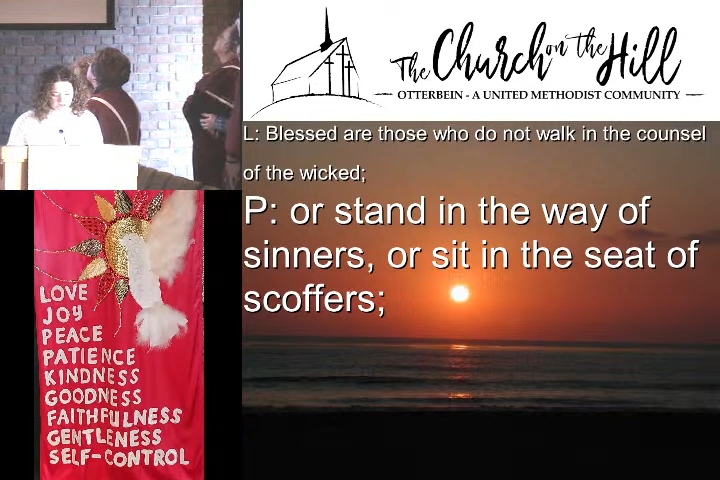 The Church on the Hill
OTTERBEIN - A UNITED METHODIST COMMUNITY
L: Blessed are those who do not walk in the counsel
of the wicked;
P: or stand in the way of
sinners, or sit in the seat of
scoffers;
LOVE
JOY
PEACE
PATIENCE
KINDNESS
GOODNESS
FAITHFULNESS
GENTLENESS
SELF-CONTROL